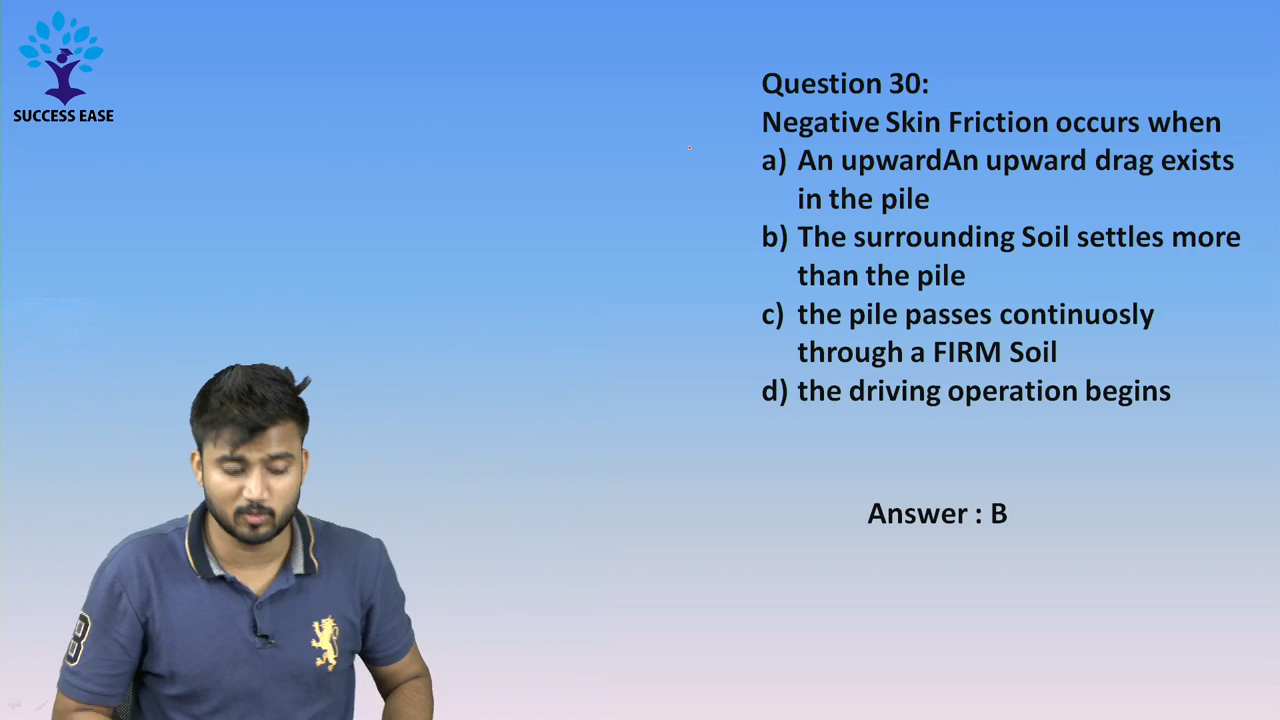 SUCCESS EASE
Question 30:
Negative Skin Friction occurs when
a) An upwardAn upward drag exists
in the pile
b) The surrounding Soil settles more
than the pile
c) the pile passes continuosly
through a FIRM Soil
d) the driving operation begins
Answer : B
B